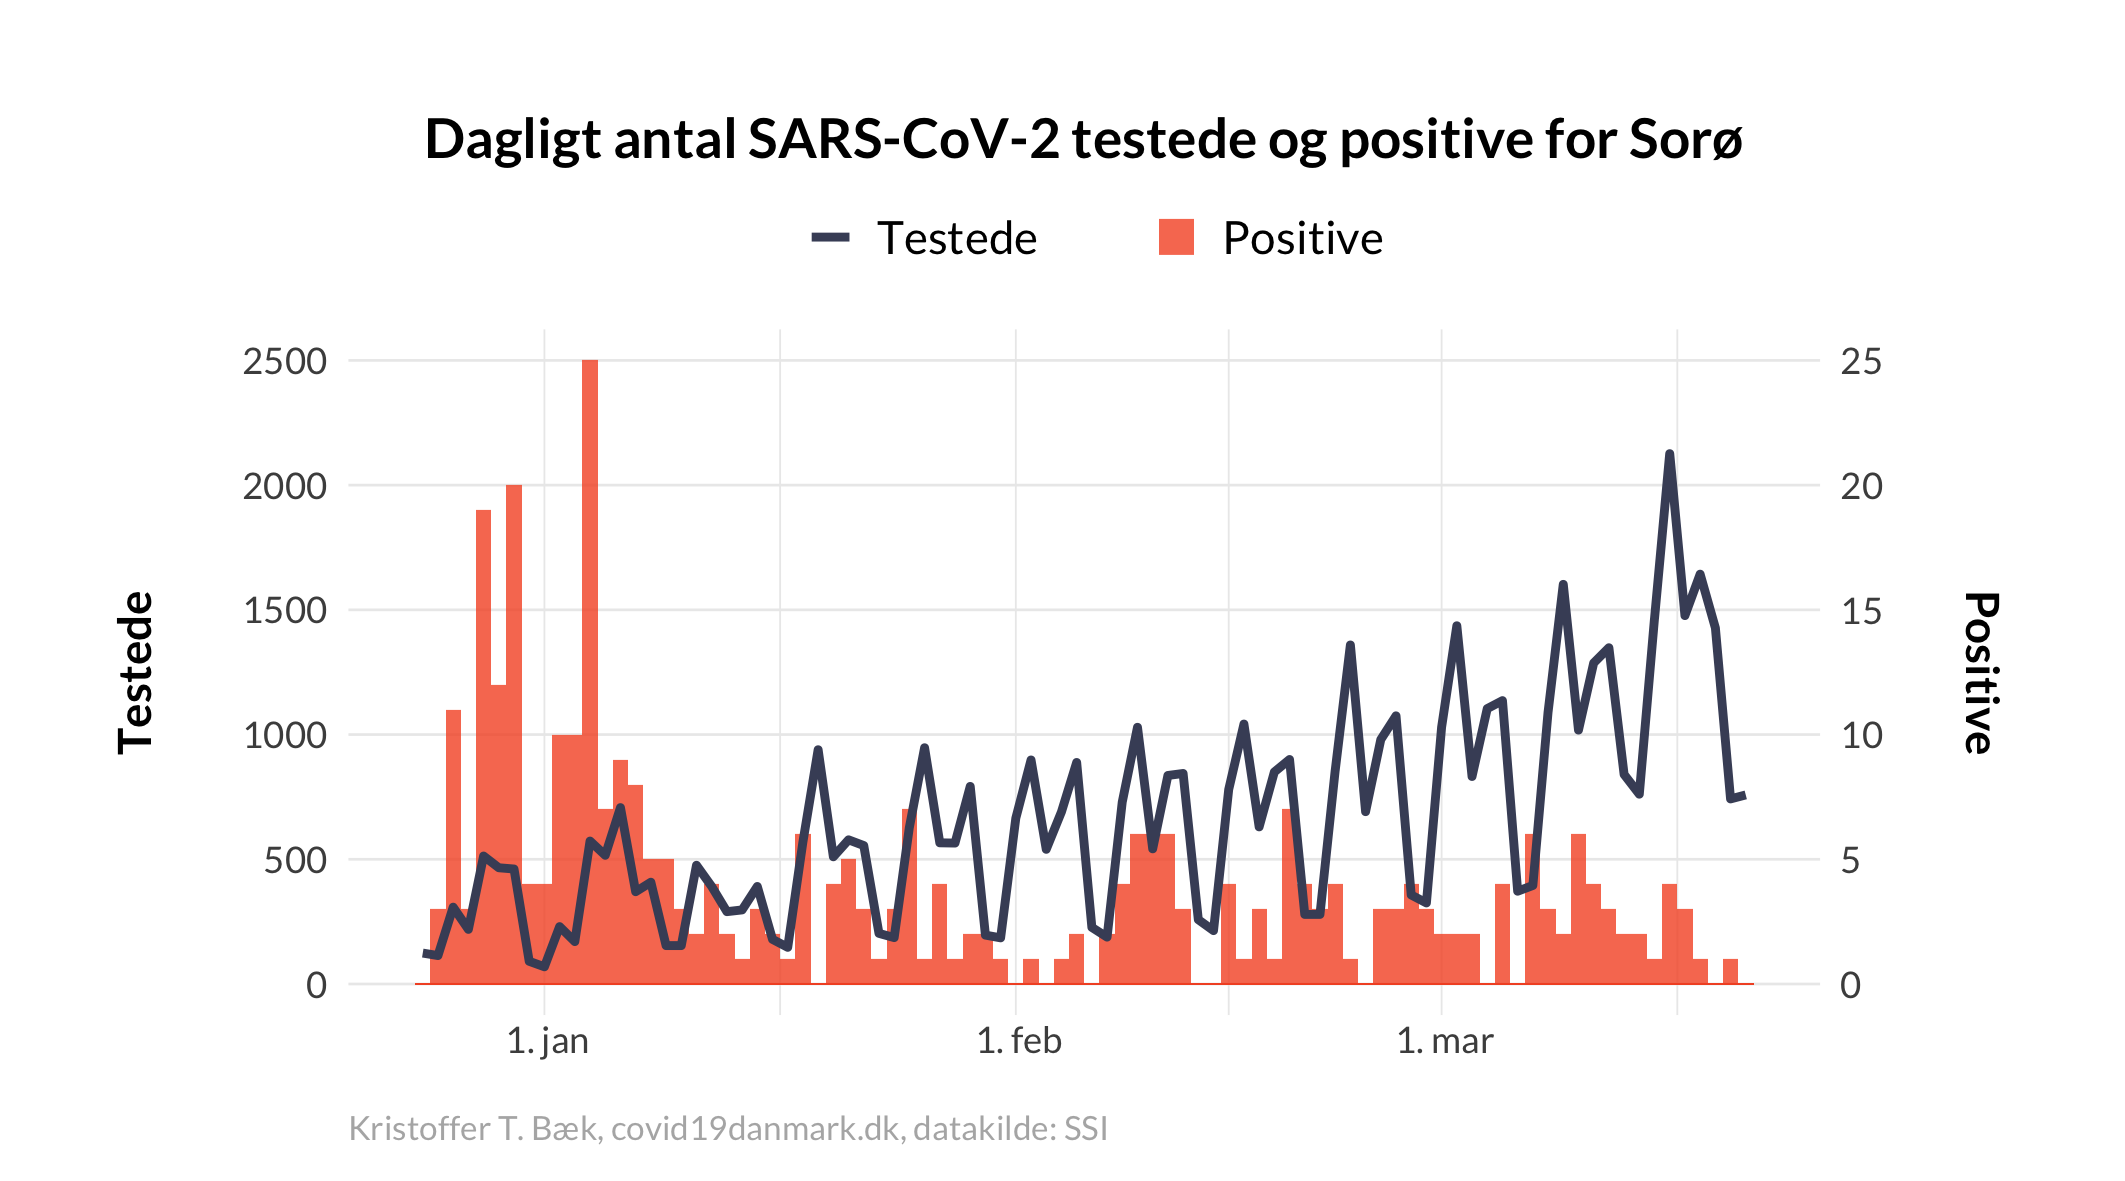 Dagligt antal SARS-CoV-2 testede og positive for Sorø
Testede Positive
2500 25
2000 20
1500 15
1000 10
500 5
0 0
Testede
Positive
1. jan 1. feb 1. mar
Kristoffer T. Bæk, covid19danmark.dk, datakilde: SSI